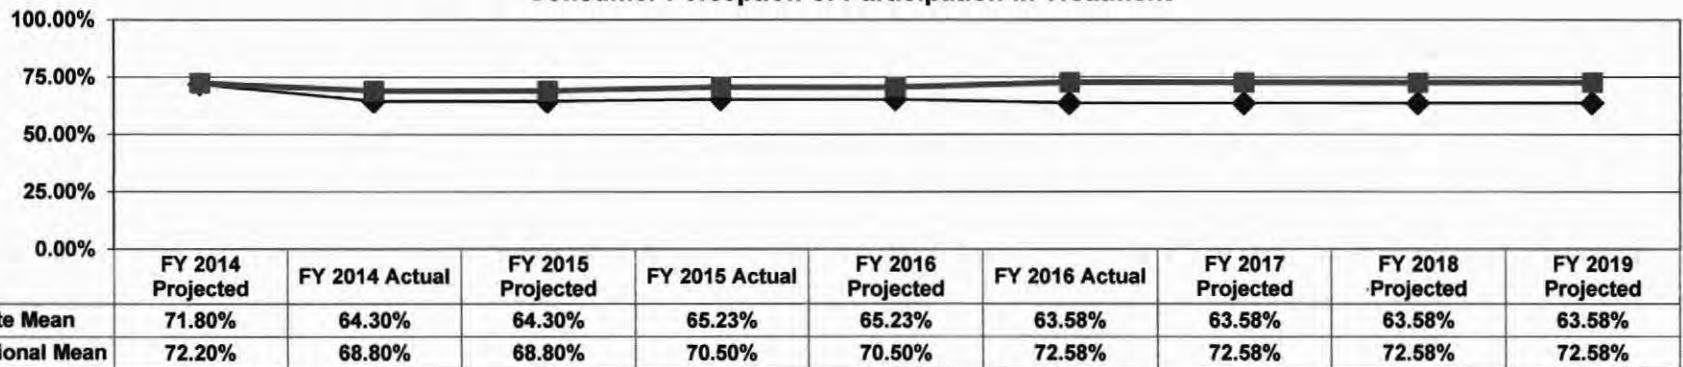 100.00%
75.00%
50.00%
25.00%
0.00%
FY 2014 Projected FY 2014 Actual FY 2015 Projected FY 2015 Actual FY 2016 Projected FY 2016 Actual FY 2017 Projected FY 2018 Projected FY 2019 Projected
Mean 71.80% 64.30% 64.30% 65.23% 65.23% 63.58% 63.58% 63.58% 63.58%
Mean 72.20% 68.80% 68.80% 70.50% 70.50% 72.58% 72.58% 72.58% 72.58%